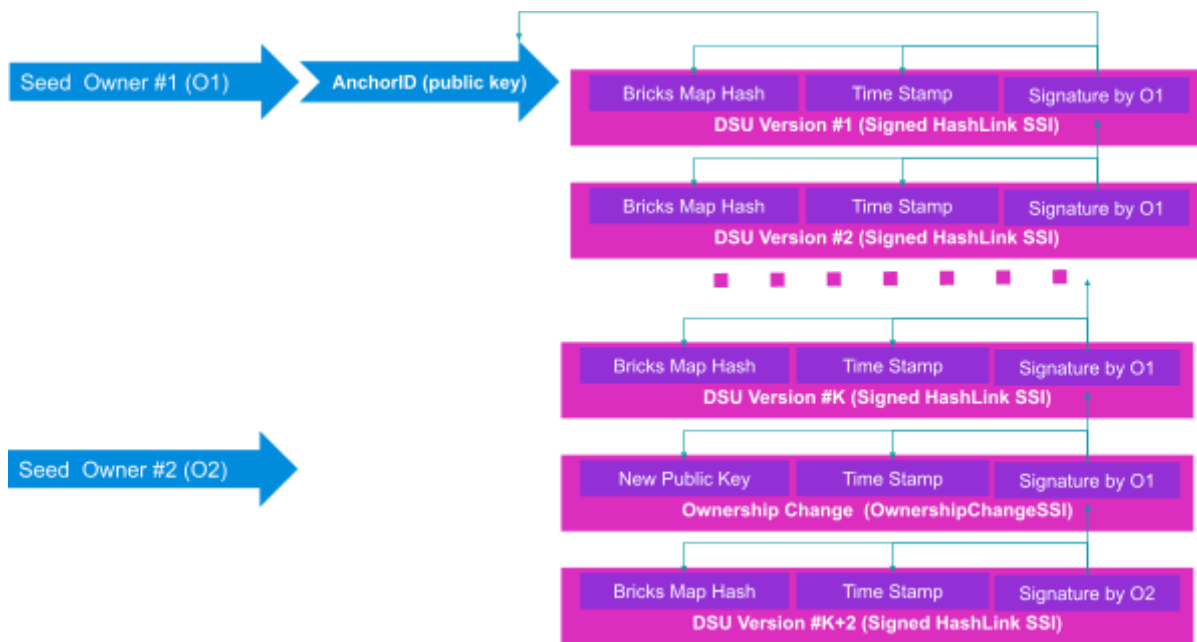 Seed Owner #1 (O1)
AnchorID (public key)
Bricks Map Hash
Time Stamp
Signature by O1
DSU Version #1 (Signed HashLink SSI)
Bricks Map Hash
Time Stamp
Signature by O1
DSU Version #2 (Signed HashLink SSI)
Bricks Map Hash
Time Stamp
Signature by O1
DSU Version #K (Signed HashLink SSI)
Seed Owner #2 (O2)
New Public Key
Time Stamp
Signature by O1
Ownership Change (OwnershipChangeSSI)
Bricks Map Hash
Time Stamp
Signature by O2
DSU Version #K+2 (Signed HashLink SSI)